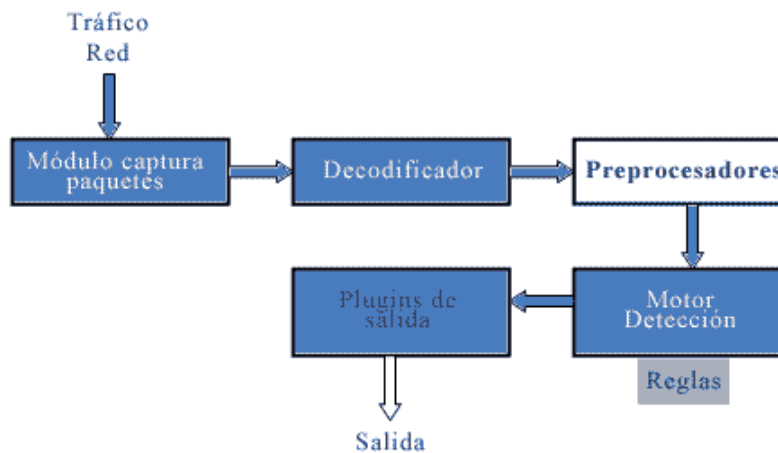 Tráfico
Red
Módulo captura
paquetes
Decodificador
Preprocesadores
Plugins de
salida
Motor
Detección
Reglas
Salida